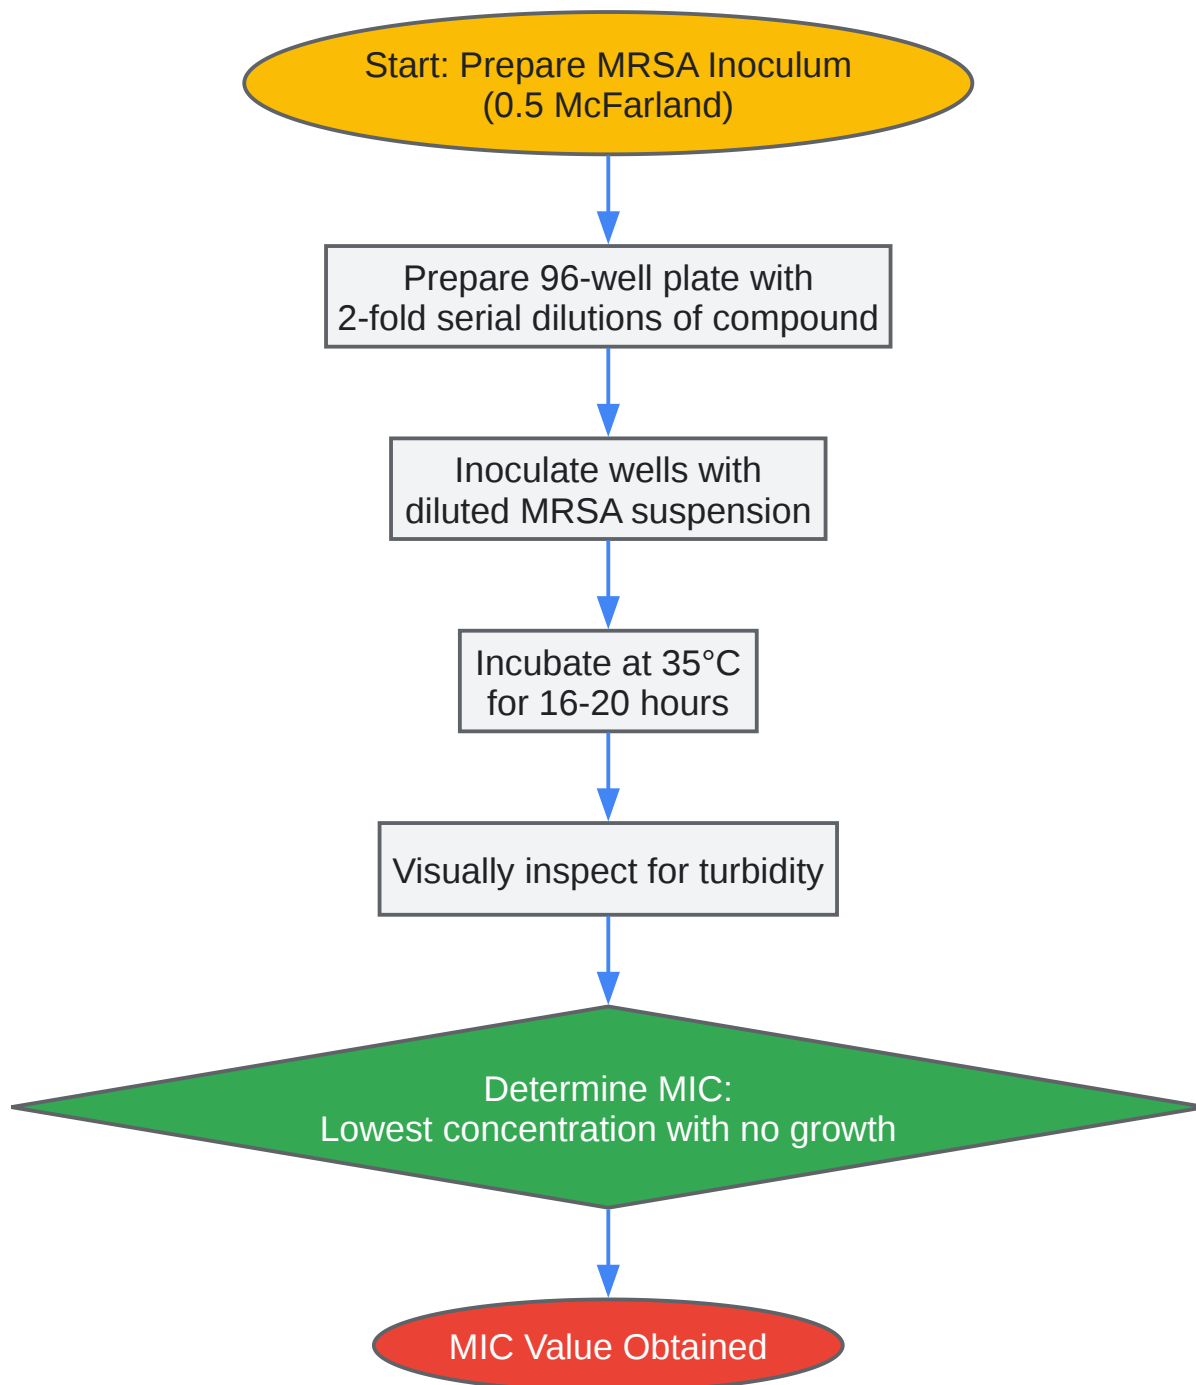 Start: Prepare MRSA Inoculum
(0.5 McFarland)
Prepare 96-well plate with
2-fold serial dilutions of compound
Inoculate wells with
diluted MRSA suspension
Incubate at 35°C
for 16-20 hours
Visually inspect for turbidity
Determine MIC:
Lowest concentration with no growth
MIC Value Obtained